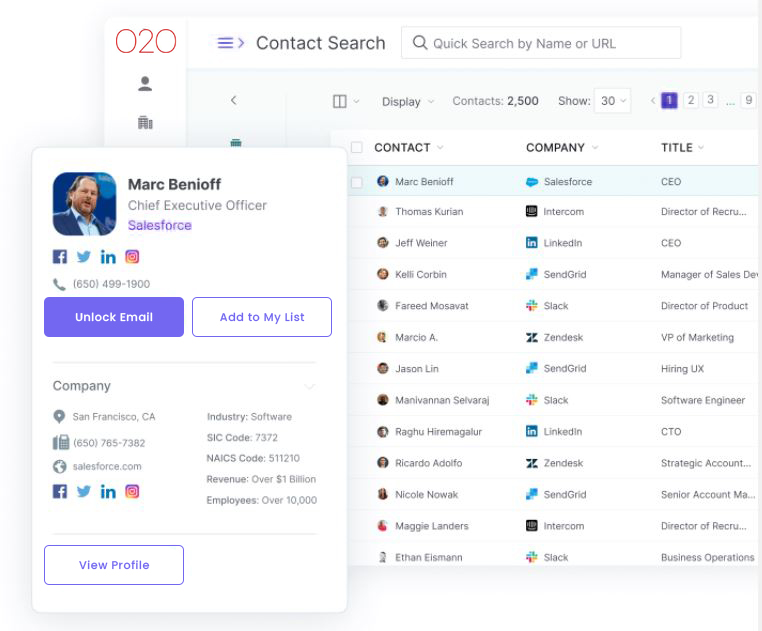 O2O
Contact Search
Quick Search by Name or URL
Display
Contacts: 2,500
Show: 30
1 2 3 ... 9
CONTACT COMPANY TITLE
Marc Benioff Salesforce CEO
Thomas Kurian Intercom Director of Recru...
Jeff Weiner LinkedIn CEO
Kelli Corbin SendGrid Manager of Sales Dev
Fareed Mosavat Slack Director of Product
Marcio A. Zendesk VP of Marketing
Jason Lin SendGrid Hiring UX
Manivannan Selvaraj Slack Software Engineer
Raghu Hiremagalur LinkedIn CTO
Ricardo Adolfo Zendesk Strategic Account...
Nicole Nowak SendGrid Senior Account Ma...
Maggie Landers Intercom Director of Recru...
Ethan Eismann Slack Business Operations
Marc Benioff
Chief Executive Officer
Salesforce
(650) 499-1900
Unlock Email
Add to My List
Company
San Francisco, CA
(650) 765-7382
salesforce.com
Industry: Software
SIC Code: 7372
NAICS Code: 511210
Revenue: Over $1 Billion
Employees: Over 10,000
View Profile